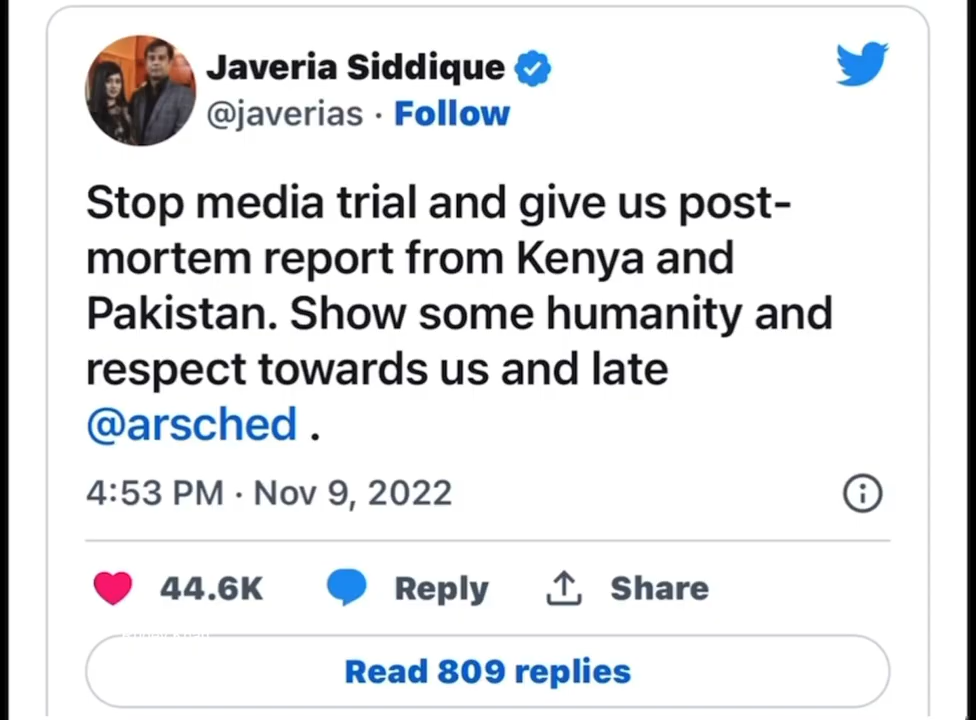 Javeria Siddique
@javerias · Follow
Stop media trial and give us post-
mortem report from Kenya and
Pakistan. Show some humanity and
respect towards us and late
@arsched .
4:53 PM · Nov 9, 2022
44.6K Reply Share
Read 809 replies